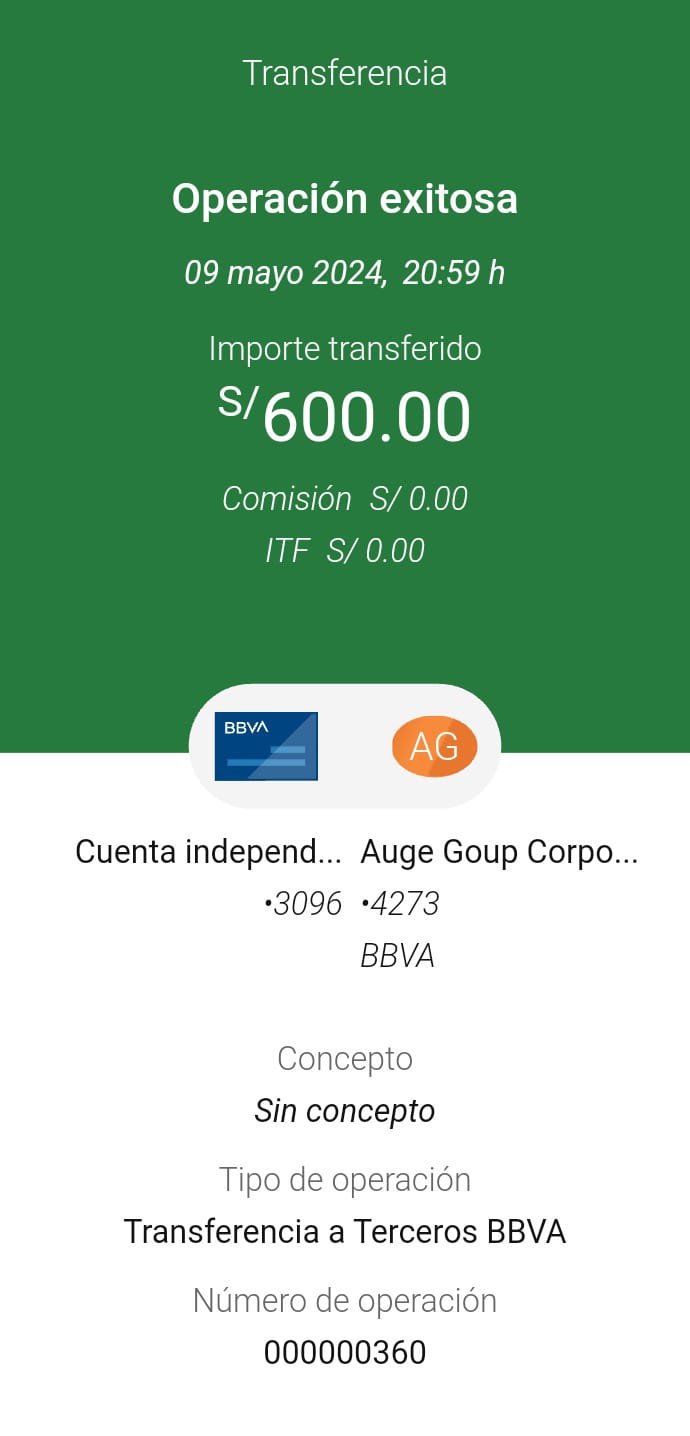 Transferencia
Operación exitosa
09 mayo 2024, 20:59 h
Importe transferido
S/600.00
Comisión S/ 0.00
ITF S/ 0.00
BBVA
AG
Cuenta independ... Auge Goup Corpo...
•3096 •4273
BBVA
Concepto
Sin concepto
Tipo de operación
Transferencia a Terceros BBVA
Número de operación
000000360